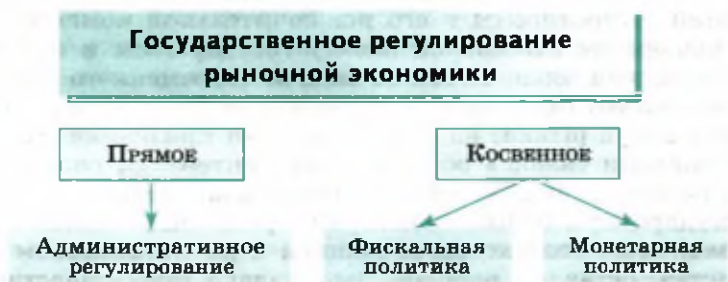 Государственное регулирование
рыночной экономики
Прямое
Косвенное
Административное
регулирование
Фискальная
политика
Монетарная
политика